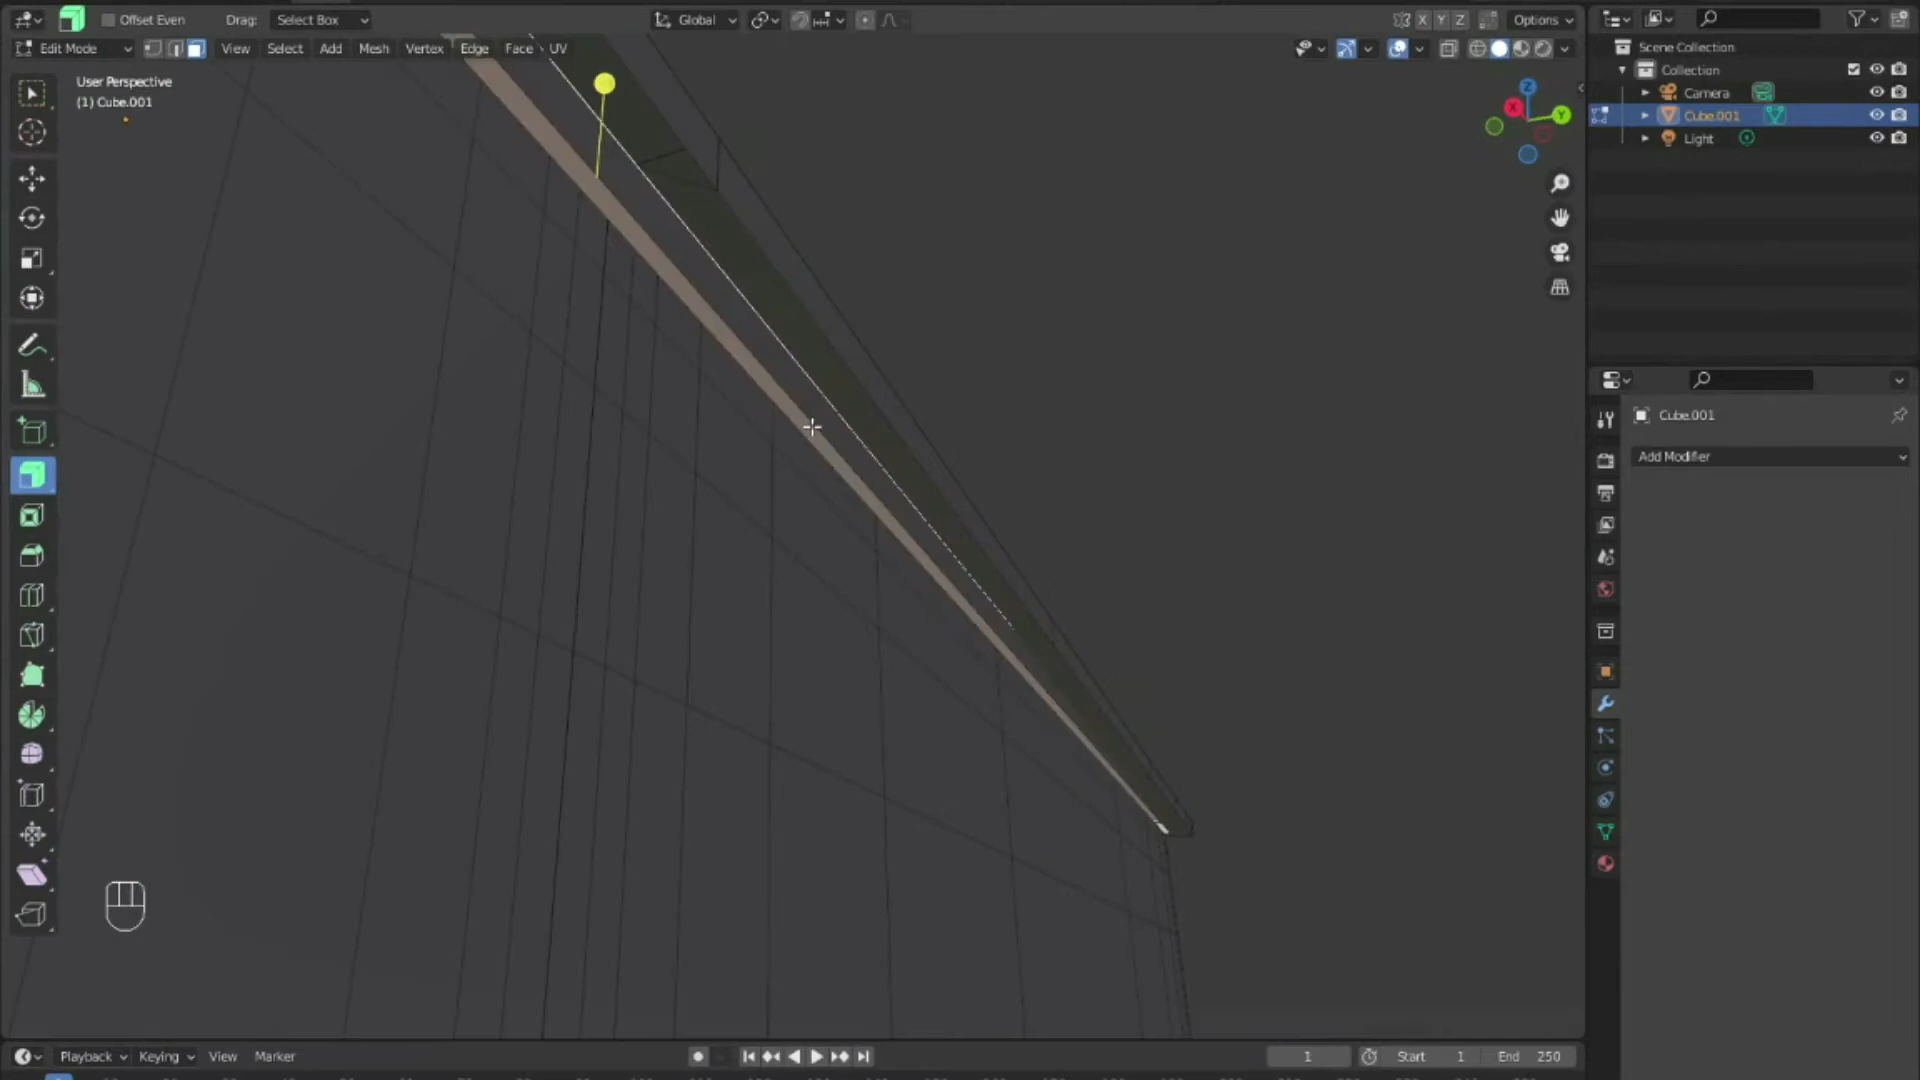 Offset Even Drag: Select Box Global X Y Z Options
Edit Mode View Select Add Mesh Vertex Edge Face UV
User Perspective
(1) Cube.001
X Y Z
Scene Collection
Collection
Camera
Cube.001
Light
Cube.001
Add Modifier
Playback Keying View Marker 1 Start 1 End 250